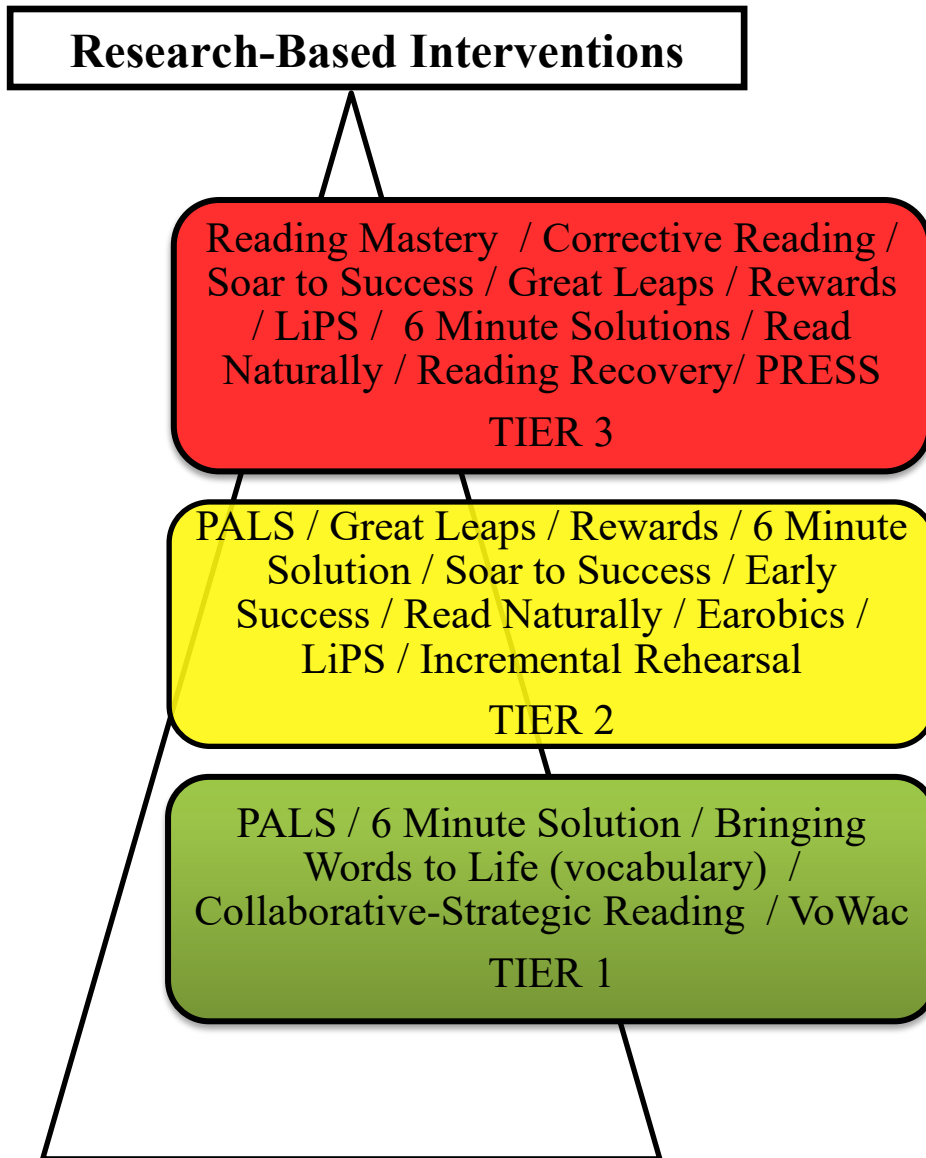 Research-Based Interventions
Reading Mastery / Corrective Reading /
Soar to Success / Great Leaps / Rewards
/ LiPS / 6 Minute Solutions / Read
Naturally / Reading Recovery/ PRESS
TIER 3
PALS / Great Leaps / Rewards / 6 Minute
Solution / Soar to Success / Early
Success / Read Naturally / Earobics /
LiPS / Incremental Rehearsal
TIER 2
PALS / 6 Minute Solution / Bringing
Words to Life (vocabulary) /
Collaborative-Strategic Reading / VoWac
TIER 1